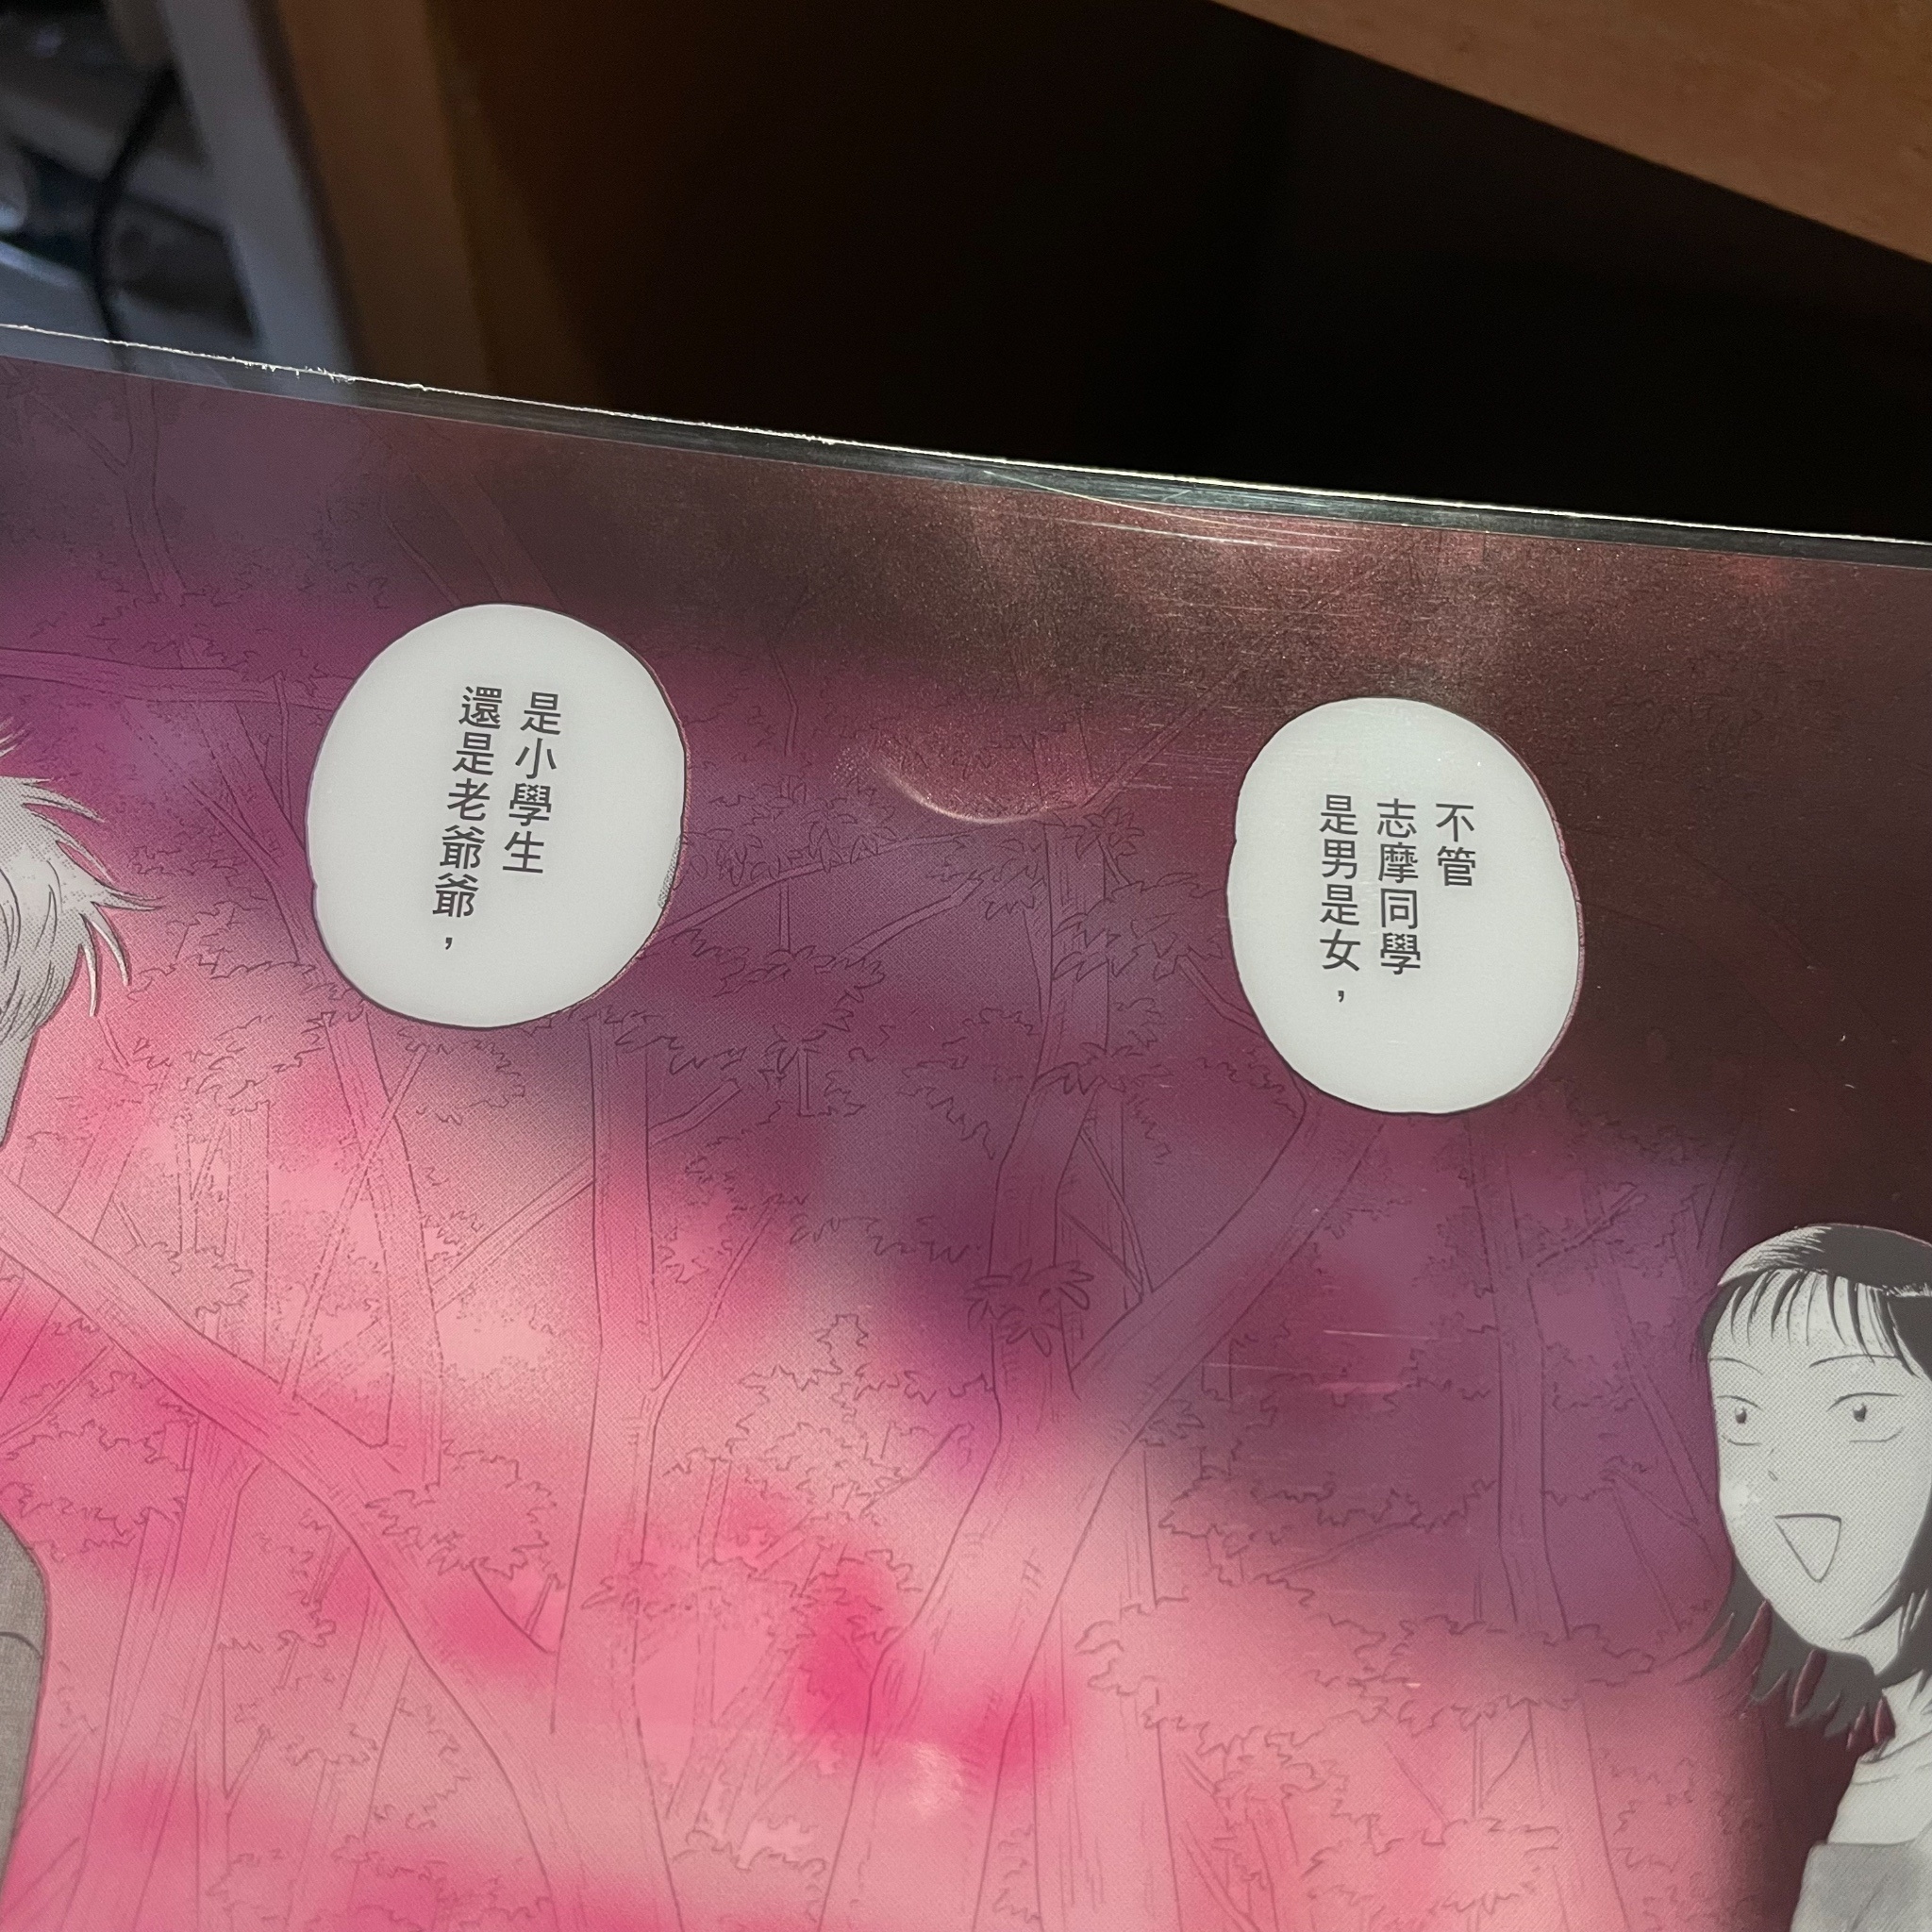 不管
志摩同學
是男是女，
是小學生
還是老爺爺，